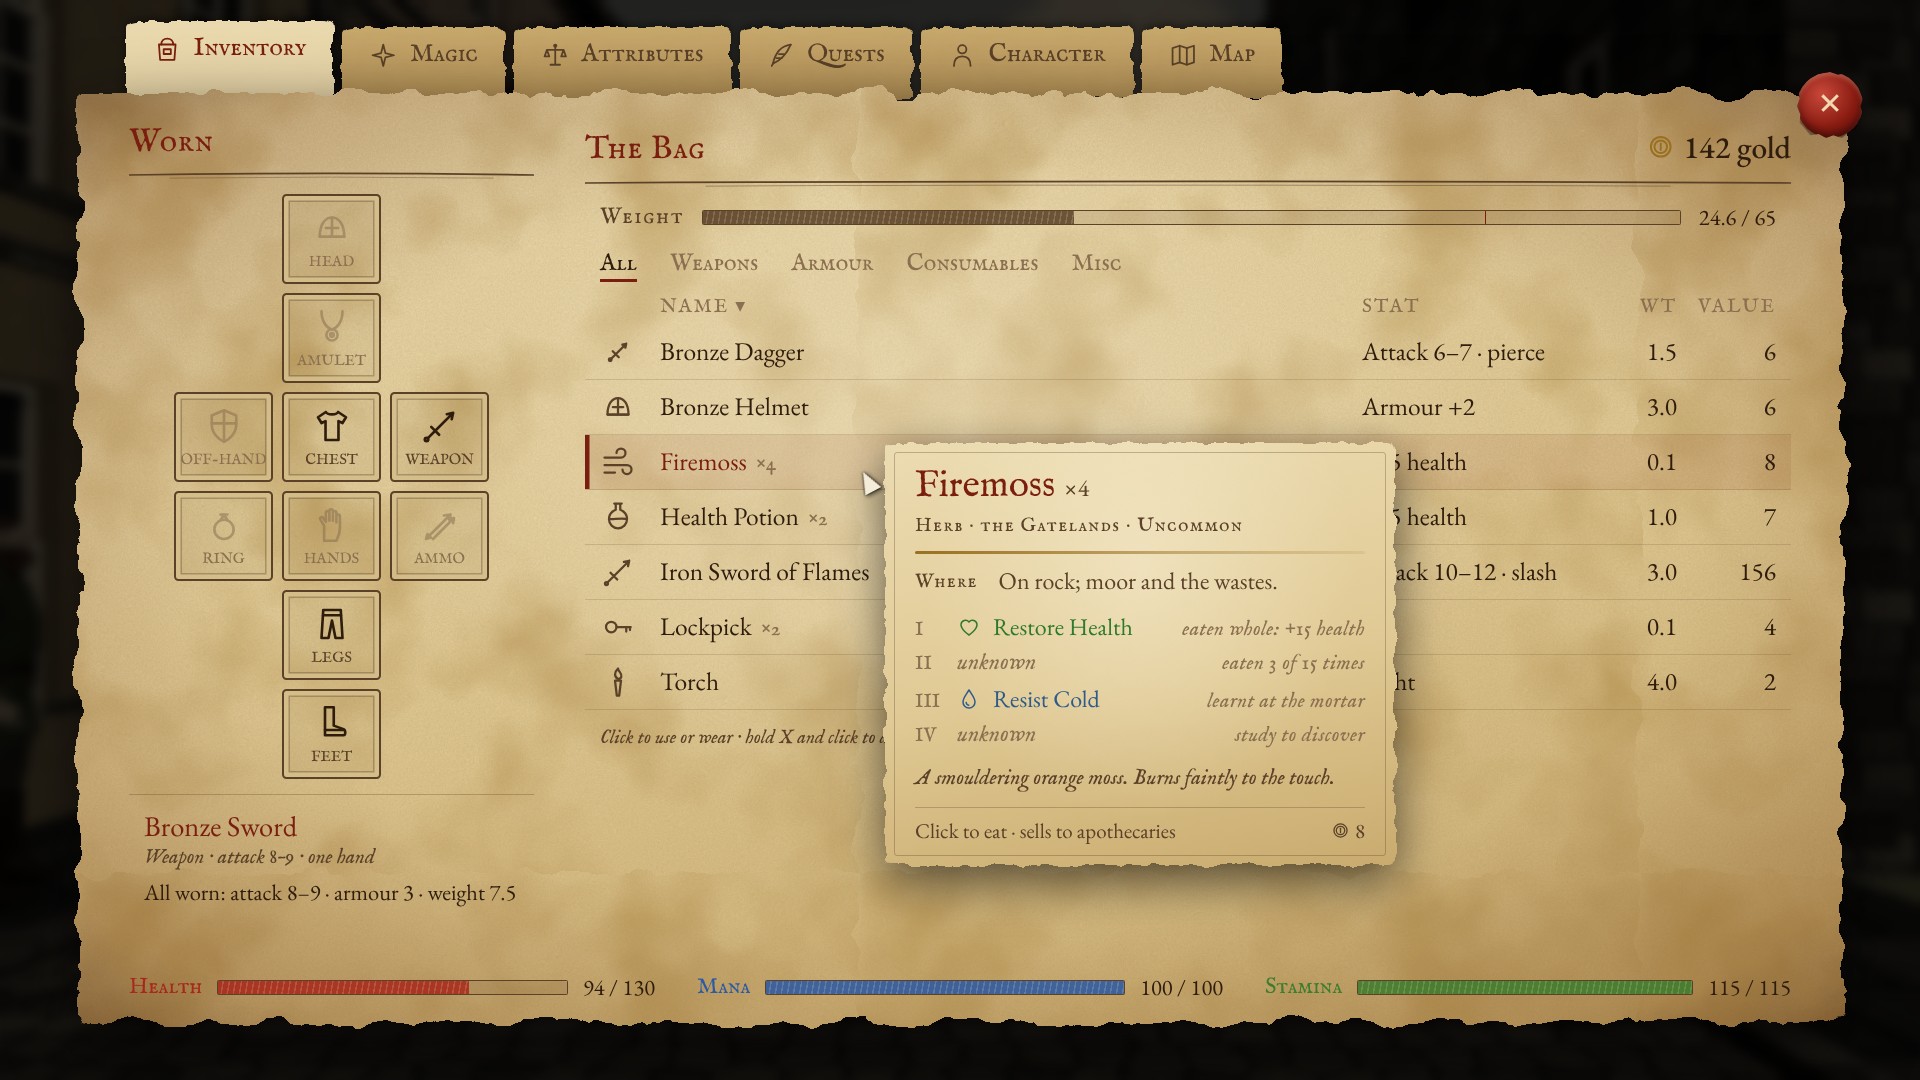 Inventory
Magic
Attributes
Quests
Character
Map
Worn
HEAD
AMULET
OFF-HAND
CHEST
WEAPON
RING
HANDS
AMMO
LEGS
FEET
Bronze Sword
Weapon · attack 8–9 · one hand
All worn: attack 8–9 · armour 3 · weight 7.5
The Bag
142 gold
Weight
24.6 / 65
All Weapons Armour Consumables Misc
NAME ▼ STAT WT VALUE
Bronze Dagger Attack 6–7 · pierce 1.5 6
Bronze Helmet Armour +2 3.0 6
Firemoss ×4 health 0.1 8
Health Potion ×2 health 1.0 7
Iron Sword of Flames 10–12 · slash 3.0 156
Lockpick ×2 0.1 4
Torch 4.0 2
Click to use or wear · hold X and click to
Firemoss ×4
Herb · the Gatelands · Uncommon
Where On rock; moor and the wastes.
I Restore Health eaten whole: +15 health
II unknown eaten 3 of 15 times
III Resist Cold learnt at the mortar
IV unknown study to discover
A smouldering orange moss. Burns faintly to the touch.
Click to eat · sells to apothecaries 8
Health 94 / 130
Mana 100 / 100
Stamina 115 / 115